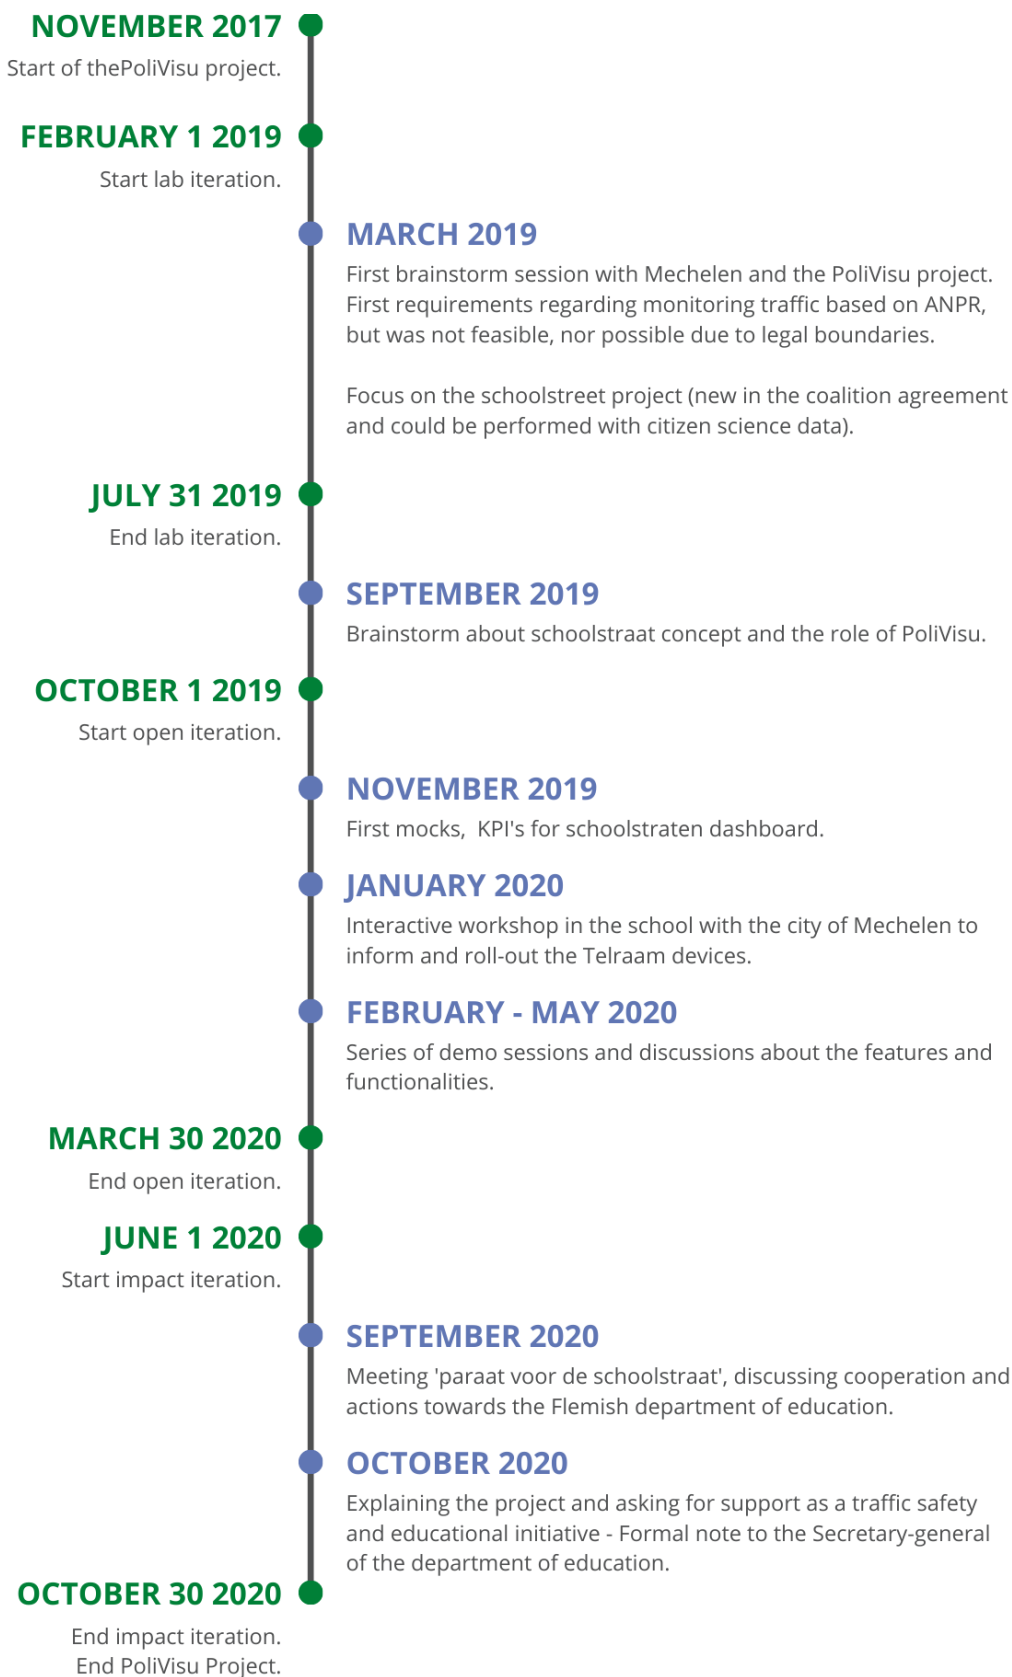 NOVEMBER 2017
Start of thePoliVisu project.
FEBRUARY 1 2019
Start lab iteration.
MARCH 2019
First brainstorm session with Mechelen and the PoliVisu project.
First requirements regarding monitoring traffic based on ANPR,
but was not feasible, nor possible due to legal boundaries.
Focus on the schoolstreet project (new in the coalition agreement
and could be performed with citizen science data).
JULY 31 2019
End lab iteration.
SEPTEMBER 2019
Brainstorm about schoolstraat concept and the role of PoliVisu.
OCTOBER 1 2019
Start open iteration.
NOVEMBER 2019
First mocks,  KPI's for schoolstraten dashboard.
JANUARY 2020
Interactive workshop in the school with the city of Mechelen to
inform and roll-out the Telraam devices.
FEBRUARY - MAY 2020
Series of demo sessions and discussions about the features and
functionalities.
MARCH 30 2020
End open iteration.
JUNE 1 2020
Start impact iteration.
SEPTEMBER 2020
Meeting 'paraat voor de schoolstraat', discussing cooperation and
actions towards the Flemish department of education.
OCTOBER 2020
Explaining the project and asking for support as a traffic safety
and educational initiative - Formal note to the Secretary-general
of the department of education.
OCTOBER 30 2020
End impact iteration.
End PoliVisu Project.